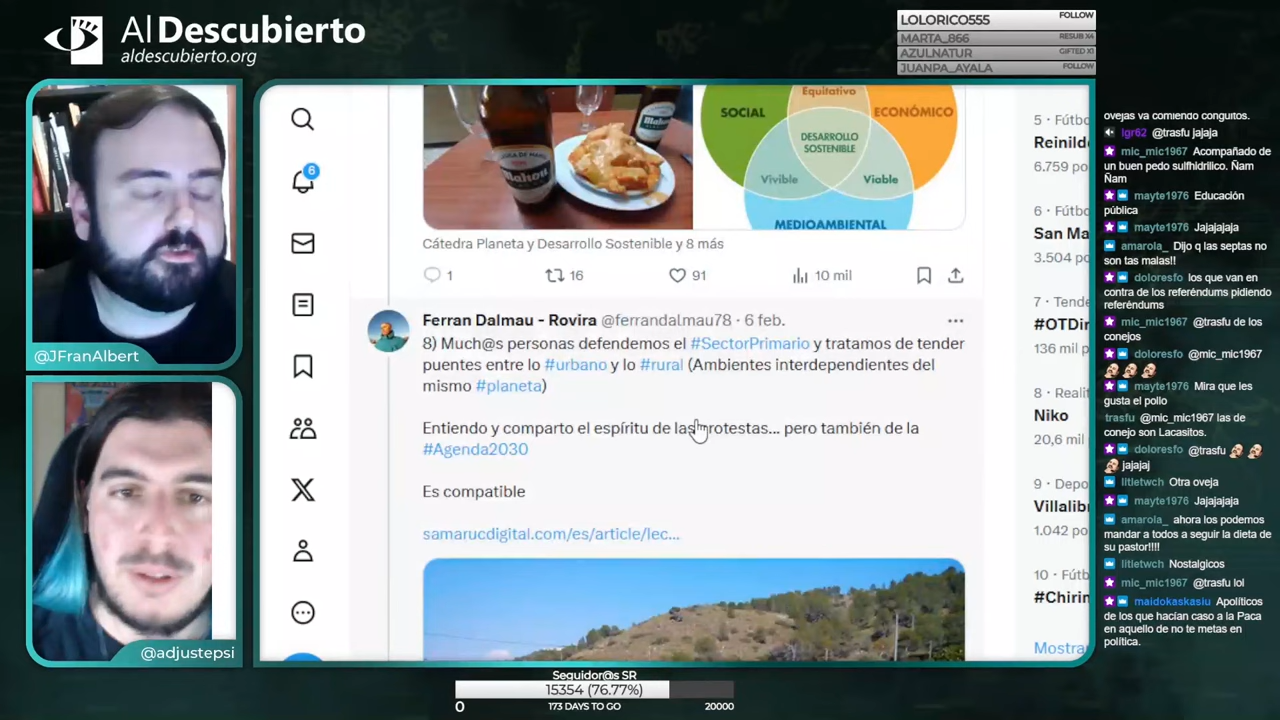 Al Descubierto
aldescubierto.org
LOLORICO555 FOLLOW
MARTA_866 RESUB X4
AZULNATUR GIFTED X1
JUANPA_AYALA FOLLOW
@JFranAlbert
@adjustepsi
6
Mahou
Mahou
Equitativo
SOCIAL
ECONÓMICO
DESARROLLO
SOSTENIBLE
Vivible
Viable
MEDIOAMBIENTAL
Cátedra Planeta y Desarrollo Sostenible y 8 más
1 16 91 10 mil
Ferran Dalmau - Rovira @ferrandalmau78 · 6 feb.
8) Much@s personas defendemos el #SectorPrimario y tratamos de tender
puentes entre lo #urbano y lo #rural (Ambientes interdependientes del
mismo #planeta)
Entiendo y comparto el espíritu de las protestas... pero también de la
#Agenda2030
Es compatible
samarucdigital.com/es/article/lec...
5 · Fútbo
Reinild
6.759 po
6 · Fútbo
San Ma
3.504 po
7 · Tende
#OTDir
136 mil p
8 · Realit
Niko
20,6 mil
9 · Depo
Villalibr
1.042 po
10 · Fútb
#Chirin
Mostrar
ovejas va comiendo conguitos.
lgr62 @trasfu jajaja
mic_mic1967 Acompañado de
un buen pedo sulfhidrílico. Ñam
Ñam
mayte1976 Educación
pública
mayte1976 Jajajajaja
amarola_ Dijo q las septas no
son tas malas!!
doloresfo los que van en
contra de los referéndums pidiendo
referéndums
mic_mic1967 @trasfu de los
conejos
doloresfo @mic_mic1967
mayte1976 Mira que les
gusta el pollo
trasfu @mic_mic1967 las de
conejo son Lacasitos.
doloresfo @trasfu
jajajaj
litletwch Otra oveja
mayte1976 Jajajajaja
amarola_ ahora los podemos
mandar a todos a seguir la dieta de
su pastor!!!!
litletwch Nostalgicos
mic_mic1967 @trasfu lol
maidokaskasiu Apolíticos
de los que hacían caso a la Paca
en aquello de no te metas en
política.
Seguidor@s SR
15354 (76.77%)
0 173 DAYS TO GO 20000